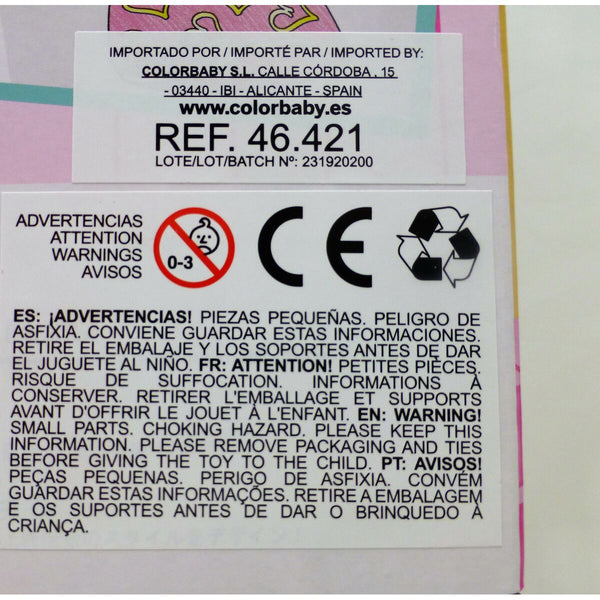 IMPORTADO POR / IMPORTÉ PAR / IMPORTED BY:
COLORBABY S.L. CALLE CÓRDOBA , 15
- 03440 - IBI - ALICANTE - SPAIN
www.colorbaby.es
REF. 46.421
LOTE/LOT/BATCH Nº: 231920200
ADVERTENCIAS
ATTENTION
WARNINGS
AVISOS
0-3
CE
ES: ¡ADVERTENCIAS! PIEZAS PEQUEÑAS. PELIGRO DE
ASFIXIA. CONVIENE GUARDAR ESTAS INFORMACIONES.
RETIRE EL EMBALAJE Y LOS SOPORTES ANTES DE DAR
EL JUGUETE AL NIÑO. FR: ATTENTION! PETITES PIÈCES.
RISQUE DE SUFFOCATION. INFORMATIONS À
CONSERVER. RETIRER L'EMBALLAGE ET SUPPORTS
AVANT D'OFFRIR LE JOUET À L'ENFANT. EN: WARNING!
SMALL PARTS. CHOKING HAZARD. PLEASE KEEP THIS
INFORMATION. PLEASE REMOVE PACKAGING AND TIES
BEFORE GIVING THE TOY TO THE CHILD. PT: AVISOS!
PEÇAS PEQUENAS. PERIGO DE ASFIXIA. CONVÉM
GUARDAR ESTAS INFORMAÇÕES. RETIRE A EMBALAGEM
E OS SUPORTES ANTES DE DAR O BRINQUEDO À
CRIANÇA.